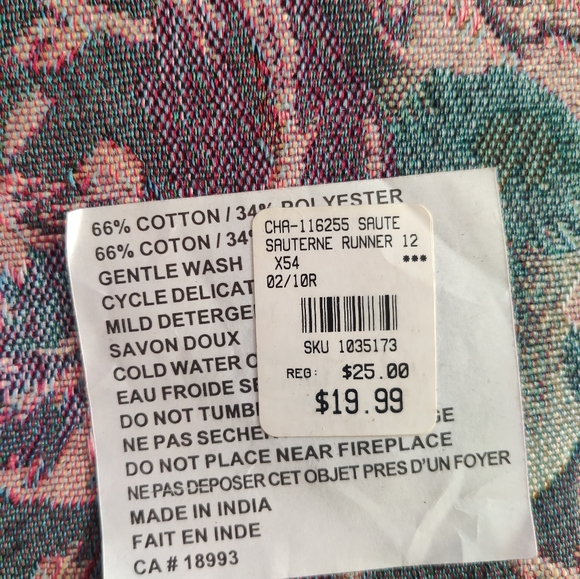 66% COTTON / 34% POLYESTER
66% COTON / 34%
GENTLE WASH
CYCLE DELICAT
MILD DETERGE
SAVON DOUX
COLD WATER
EAU FROIDE SE
DO NOT TUMB
NE PAS SECHER SE
DO NOT PLACE NEAR FIREPLACE
NE PAS DEPOSER CET OBJET PRES D'UN FOYER
MADE IN INDIA
FAIT EN INDE
CA # 18993
CHA-116255 SAUTE
SAUTERNE RUNNER 12
X54 ***
02/10R
SKU 1035173
REG: $25.00
$19.99